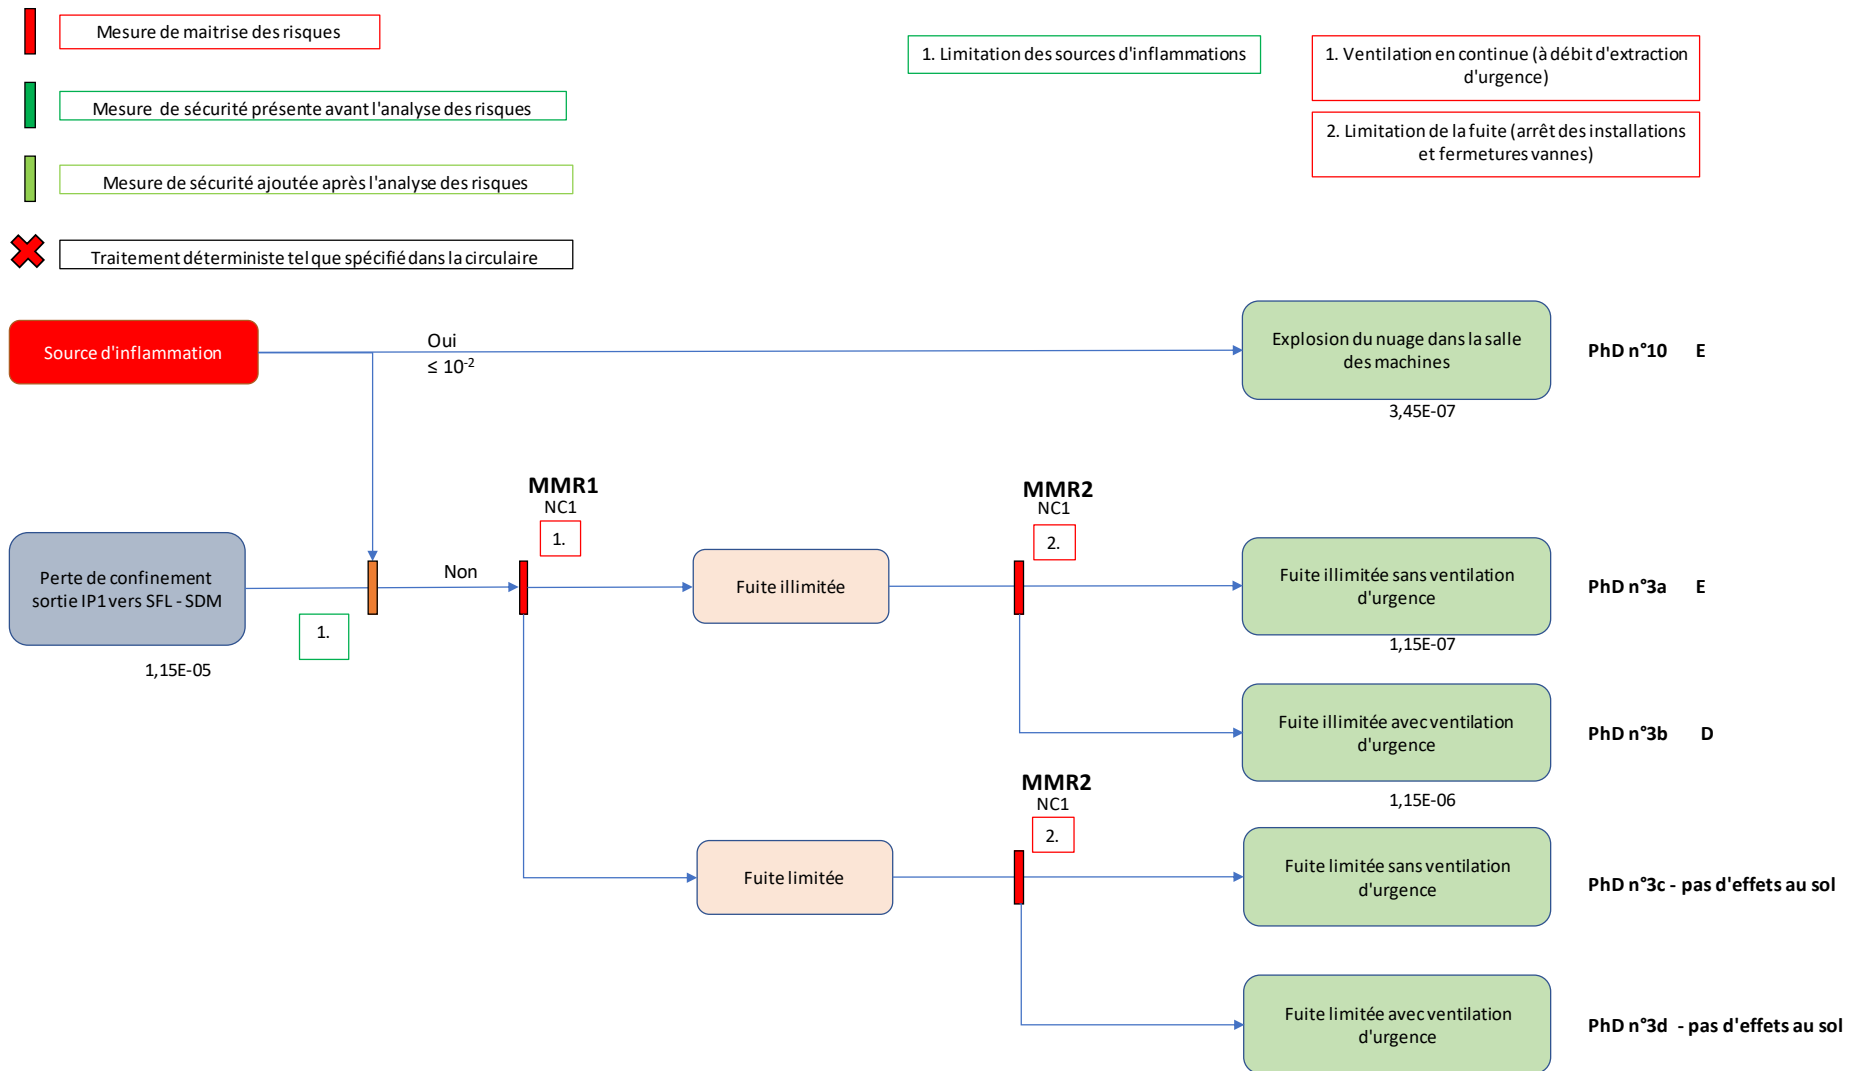 Mesure de maitrise des risques
Mesure de sécurité présente avant l'analyse des risques
Mesure de sécurité ajoutée après l'analyse des risques
Traitement déterministe tel que spécifié dans la circulaire
1. Limitation des sources d'inflammations
1. Ventilation en continue (à débit d'extraction
d'urgence)
2. Limitation de la fuite (arrêt des installations
et fermetures vannes)
Source d'inflammation
Oui
≤ 10⁻²
Explosion du nuage dans la salle
des machines
3,45E-07
PhD n°10 E
Perte de confinement
sortie IP1 vers SFL - SDM
1,15E-05
1.
Non
MMR1
NC1
1.
Fuite illimitée
MMR2
NC1
2.
Fuite illimitée sans ventilation
d'urgence
1,15E-07
PhD n°3a E
Fuite illimitée avec ventilation
d'urgence
1,15E-06
PhD n°3b D
Fuite limitée
MMR2
NC1
2.
Fuite limitée sans ventilation
d'urgence
PhD n°3c - pas d'effets au sol
Fuite limitée avec ventilation
d'urgence
PhD n°3d - pas d'effets au sol